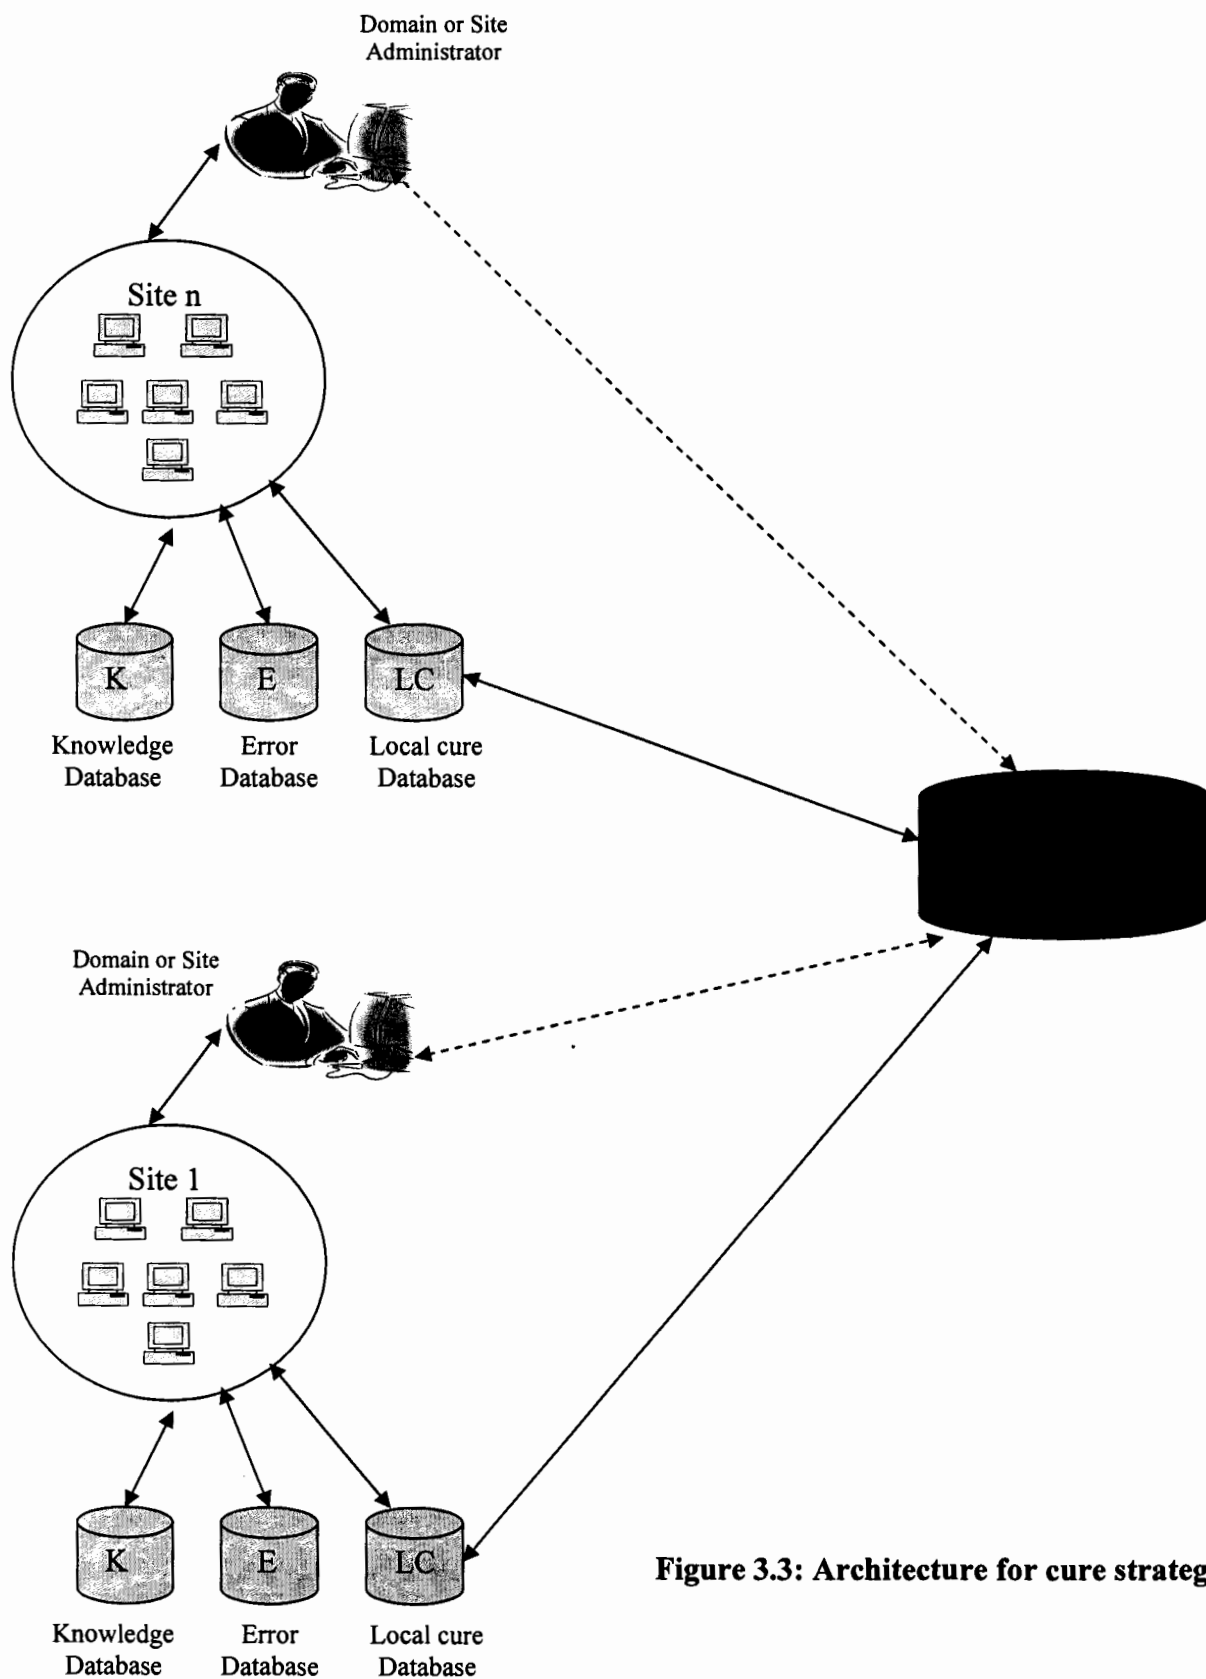 Domain or Site
Administrator
Site n
K
E
LC
Knowledge
Database
Error
Database
Local cure
Database
Domain or Site
Administrator
Site 1
K
E
LC
Figure 3.3: Architecture for cure strateg
Knowledge
Database
Error
Database
Local cure
Database